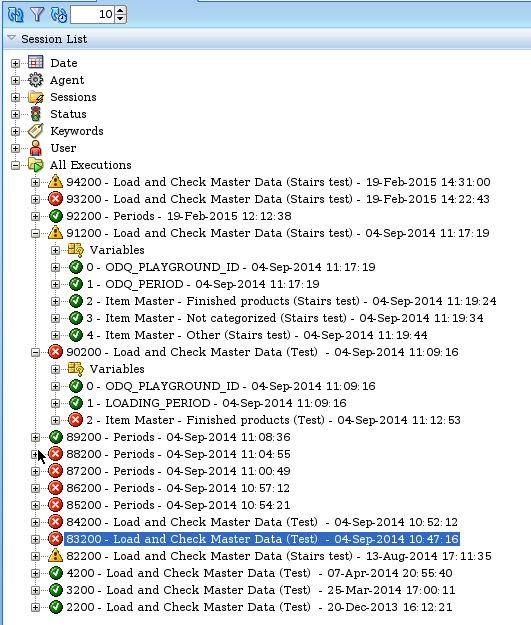 10
Session List
Date
Agent
Sessions
Status
Keywords
User
All Executions
94200 - Load and Check Master Data (Stairs test) - 19-Feb-2015 14:31:00
93200 - Load and Check Master Data (Stairs test) - 19-Feb-2015 14:22:43
92200 - Periods - 19-Feb-2015 12:12:38
91200 - Load and Check Master Data (Stairs test) - 04-Sep-2014 11:17:19
Variables
0 - ODQ_PLAYGROUND_ID - 04-Sep-2014 11:17:19
1 - ODQ_PERIOD - 04-Sep-2014 11:17:19
2 - Item Master - Finished products (Stairs test) - 04-Sep-2014 11:19:24
3 - Item Master - Not categorized (Stairs test) - 04-Sep-2014 11:19:34
4 - Item Master - Other (Stairs test) - 04-Sep-2014 11:19:44
90200 - Load and Check Master Data (Test) - 04-Sep-2014 11:09:16
Variables
0 - ODQ_PLAYGROUND_ID - 04-Sep-2014 11:09:16
1 - LOADING_PERIOD - 04-Sep-2014 11:09:16
2 - Item Master - Finished products (Test) - 04-Sep-2014 11:12:53
89200 - Periods - 04-Sep-2014 11:08:36
88200 - Periods - 04-Sep-2014 11:04:55
87200 - Periods - 04-Sep-2014 11:00:49
86200 - Periods - 04-Sep-2014 10:57:12
85200 - Periods - 04-Sep-2014 10:54:21
84200 - Load and Check Master Data (Test) - 04-Sep-2014 10:52:12
83200 - Load and Check Master Data (Test) - 04-Sep-2014 10:47:16
82200 - Load and Check Master Data (Stairs test) - 13-Aug-2014 17:11:35
4200 - Load and Check Master Data (Test) - 07-Apr-2014 20:55:40
3200 - Load and Check Master Data (Test) - 25-Mar-2014 17:00:11
2200 - Load and Check Master Data (Test) - 20-Dec-2013 16:12:21